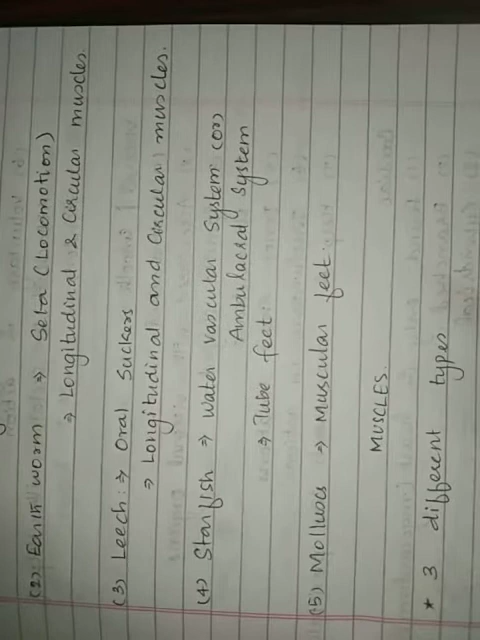 (2) Earth worm ⇒ Seta (Locomotion)
⇒ Longitudinal & Circular muscles.
(3) Leech :⇒ Oral Suckers
⇒ Longitudinal and Circular muscles.
(4) Starfish ⇒ Water vascular System (or)
Ambulacral System
⇒ Tube feet.
(5) Molluscs ⇒ Muscular feet.
MUSCLES.
* 3 different types